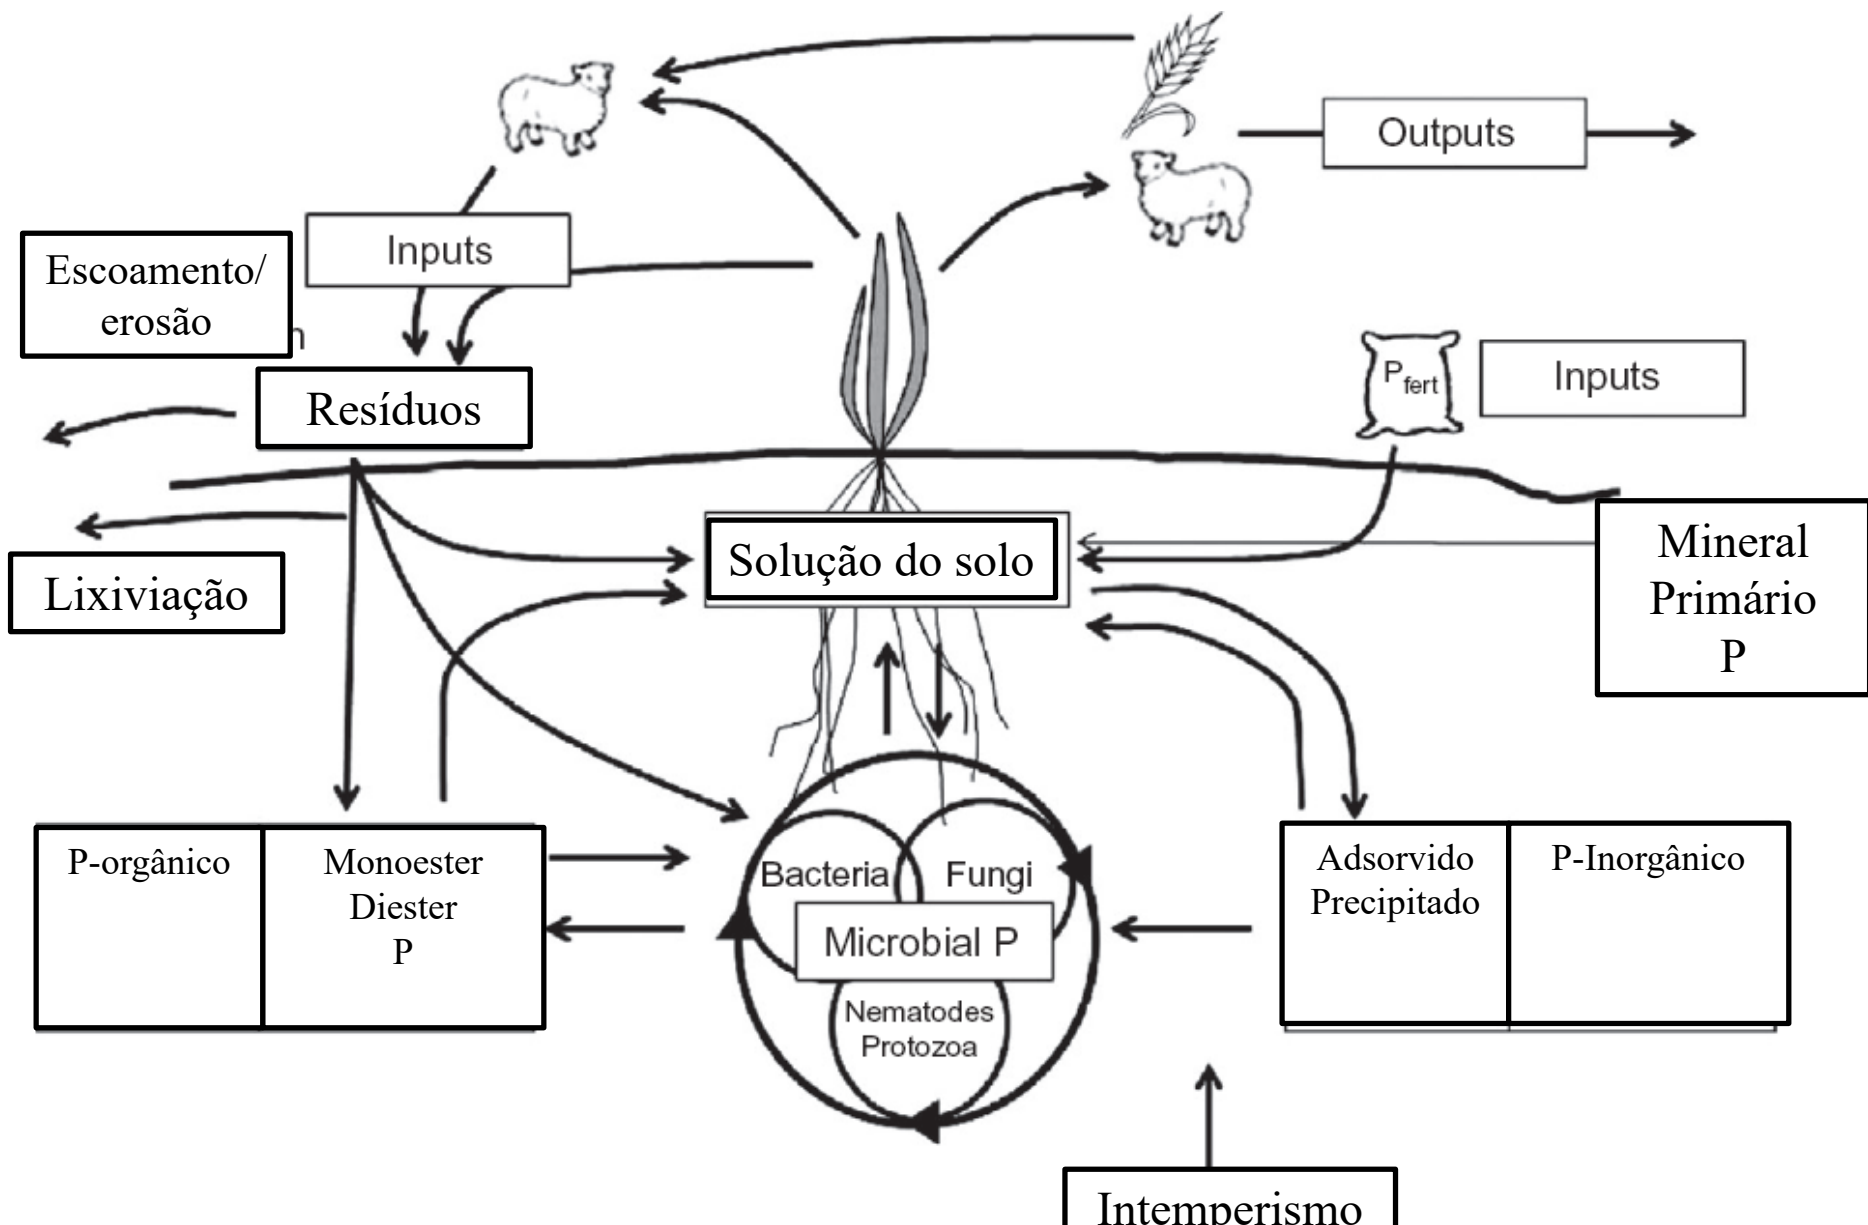 Outputs
Inputs
Escoamento/
erosão
n
Resíduos
P fert
Inputs
Solução do solo
Mineral
Primário
P
Lixiviação
P-orgânico
Monoester
Diester
P
Bacteria
Fungi
Microbial P
Nematodes
Protozoa
Adsorvido
Precipitado
P-Inorgânico
Intemperismo